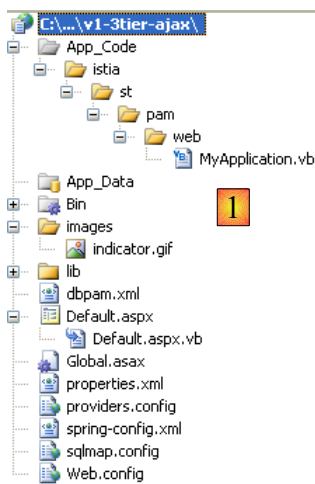 C:\...\v1-3tier-ajax\
App_Code
istia
st
pam
web
MyApplication.vb
App_Data
1
Bin
images
indicator.gif
lib
dbpam.xml
Default.aspx
Default.aspx.vb
Global.asax
properties.xml
providers.config
spring-config.xml
sqlmap.config
Web.config